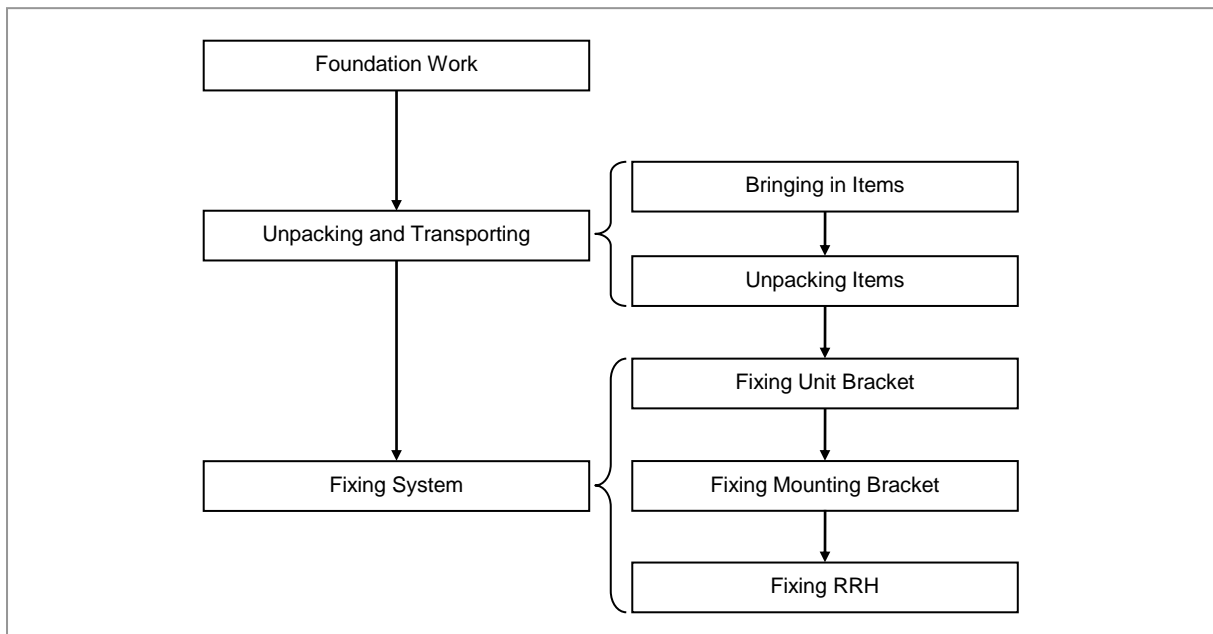 Foundation Work
Bringing in Items
Unpacking and Transporting
Unpacking Items
Fixing Unit Bracket
Fixing System
Fixing Mounting Bracket
Fixing RRH